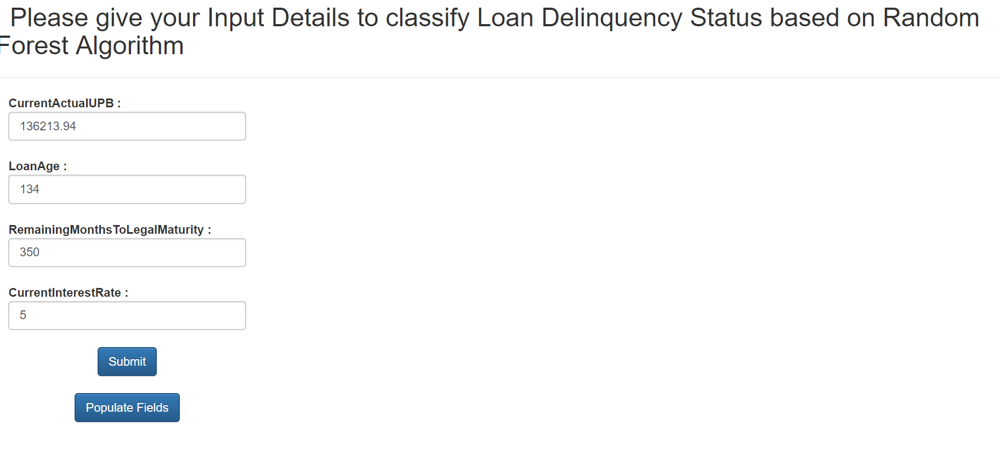 Please give your Input Details to classify Loan Delinquency Status based on Random
Forest Algorithm
CurrentActualUPB :
136213.94
LoanAge :
134
RemainingMonthsToLegalMaturity :
350
CurrentInterestRate :
5
Submit
Populate Fields